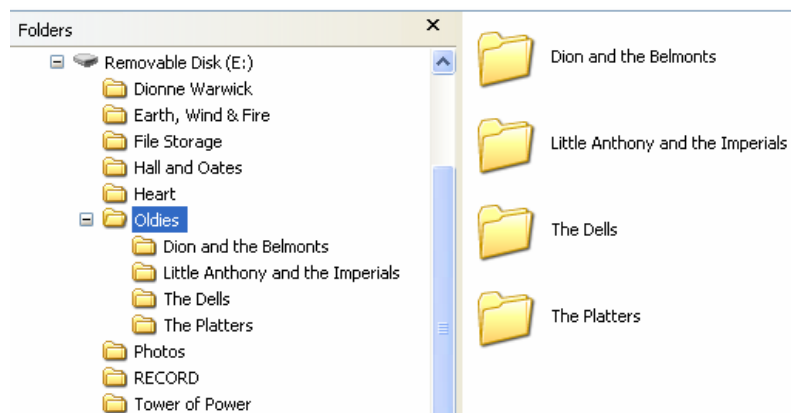 Folders
Removable Disk (E:)
Dionne Warwick
Earth, Wind & Fire
File Storage
Hall and Oates
Heart
Oldies
Dion and the Belmonts
Little Anthony and the Imperials
The Dells
The Platters
Photos
RECORD
Tower of Power
Dion and the Belmonts
Little Anthony and the Imperials
The Dells
The Platters